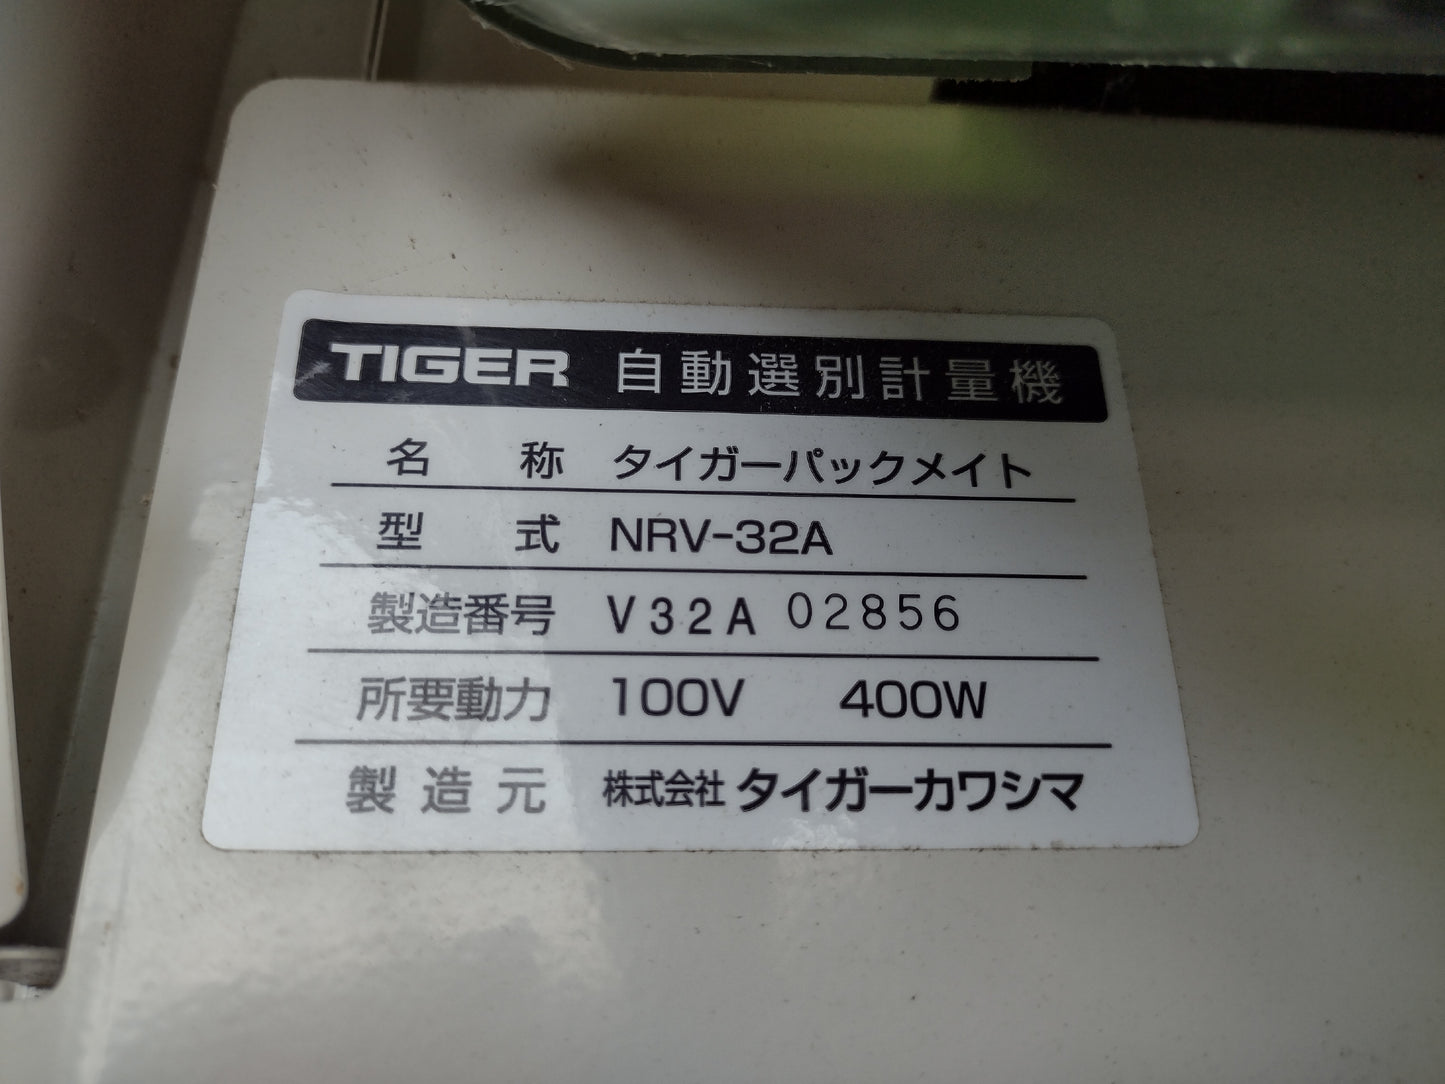 TIGER 自動選別計量機
名称 タイガーパックメイト
型式 NRV-32A
製造番号 V32A 02856
所要動力 100V 400W
製造元 株式会社 タイガーカワシマ